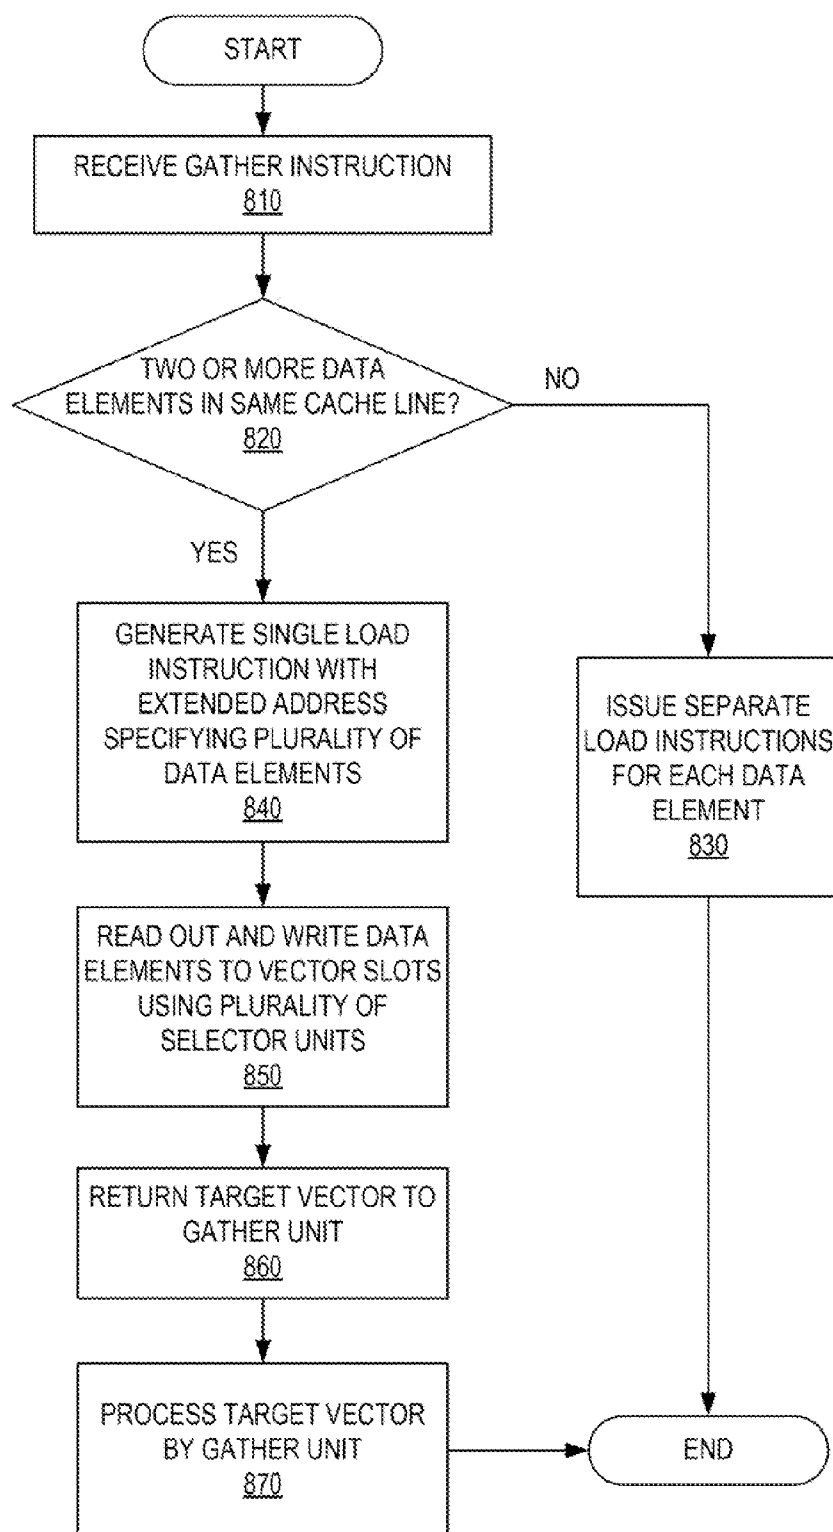 START
RECEIVE GATHER INSTRUCTION
810
TWO OR MORE DATA
ELEMENTS IN SAME CACHE LINE?
820
NO
YES
GENERATE SINGLE LOAD
INSTRUCTION WITH
EXTENDED ADDRESS
SPECIFYING PLURALITY OF
DATA ELEMENTS
840
ISSUE SEPARATE
LOAD INSTRUCTIONS
FOR EACH DATA
ELEMENT
830
READ OUT AND WRITE DATA
ELEMENTS TO VECTOR SLOTS
USING PLURALITY OF
SELECTOR UNITS
850
RETURN TARGET VECTOR TO
GATHER UNIT
860
PROCESS TARGET VECTOR
BY GATHER UNIT
870
END